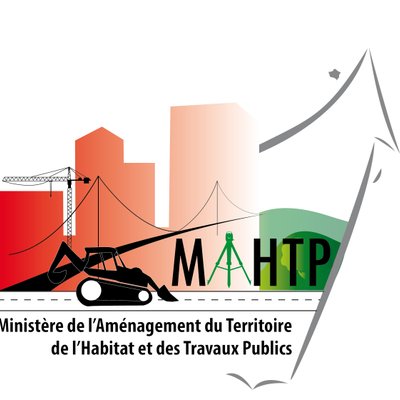 MAHTP
Ministère de l'Aménagement du Territoire
de l'Habitat et des Travaux Publics